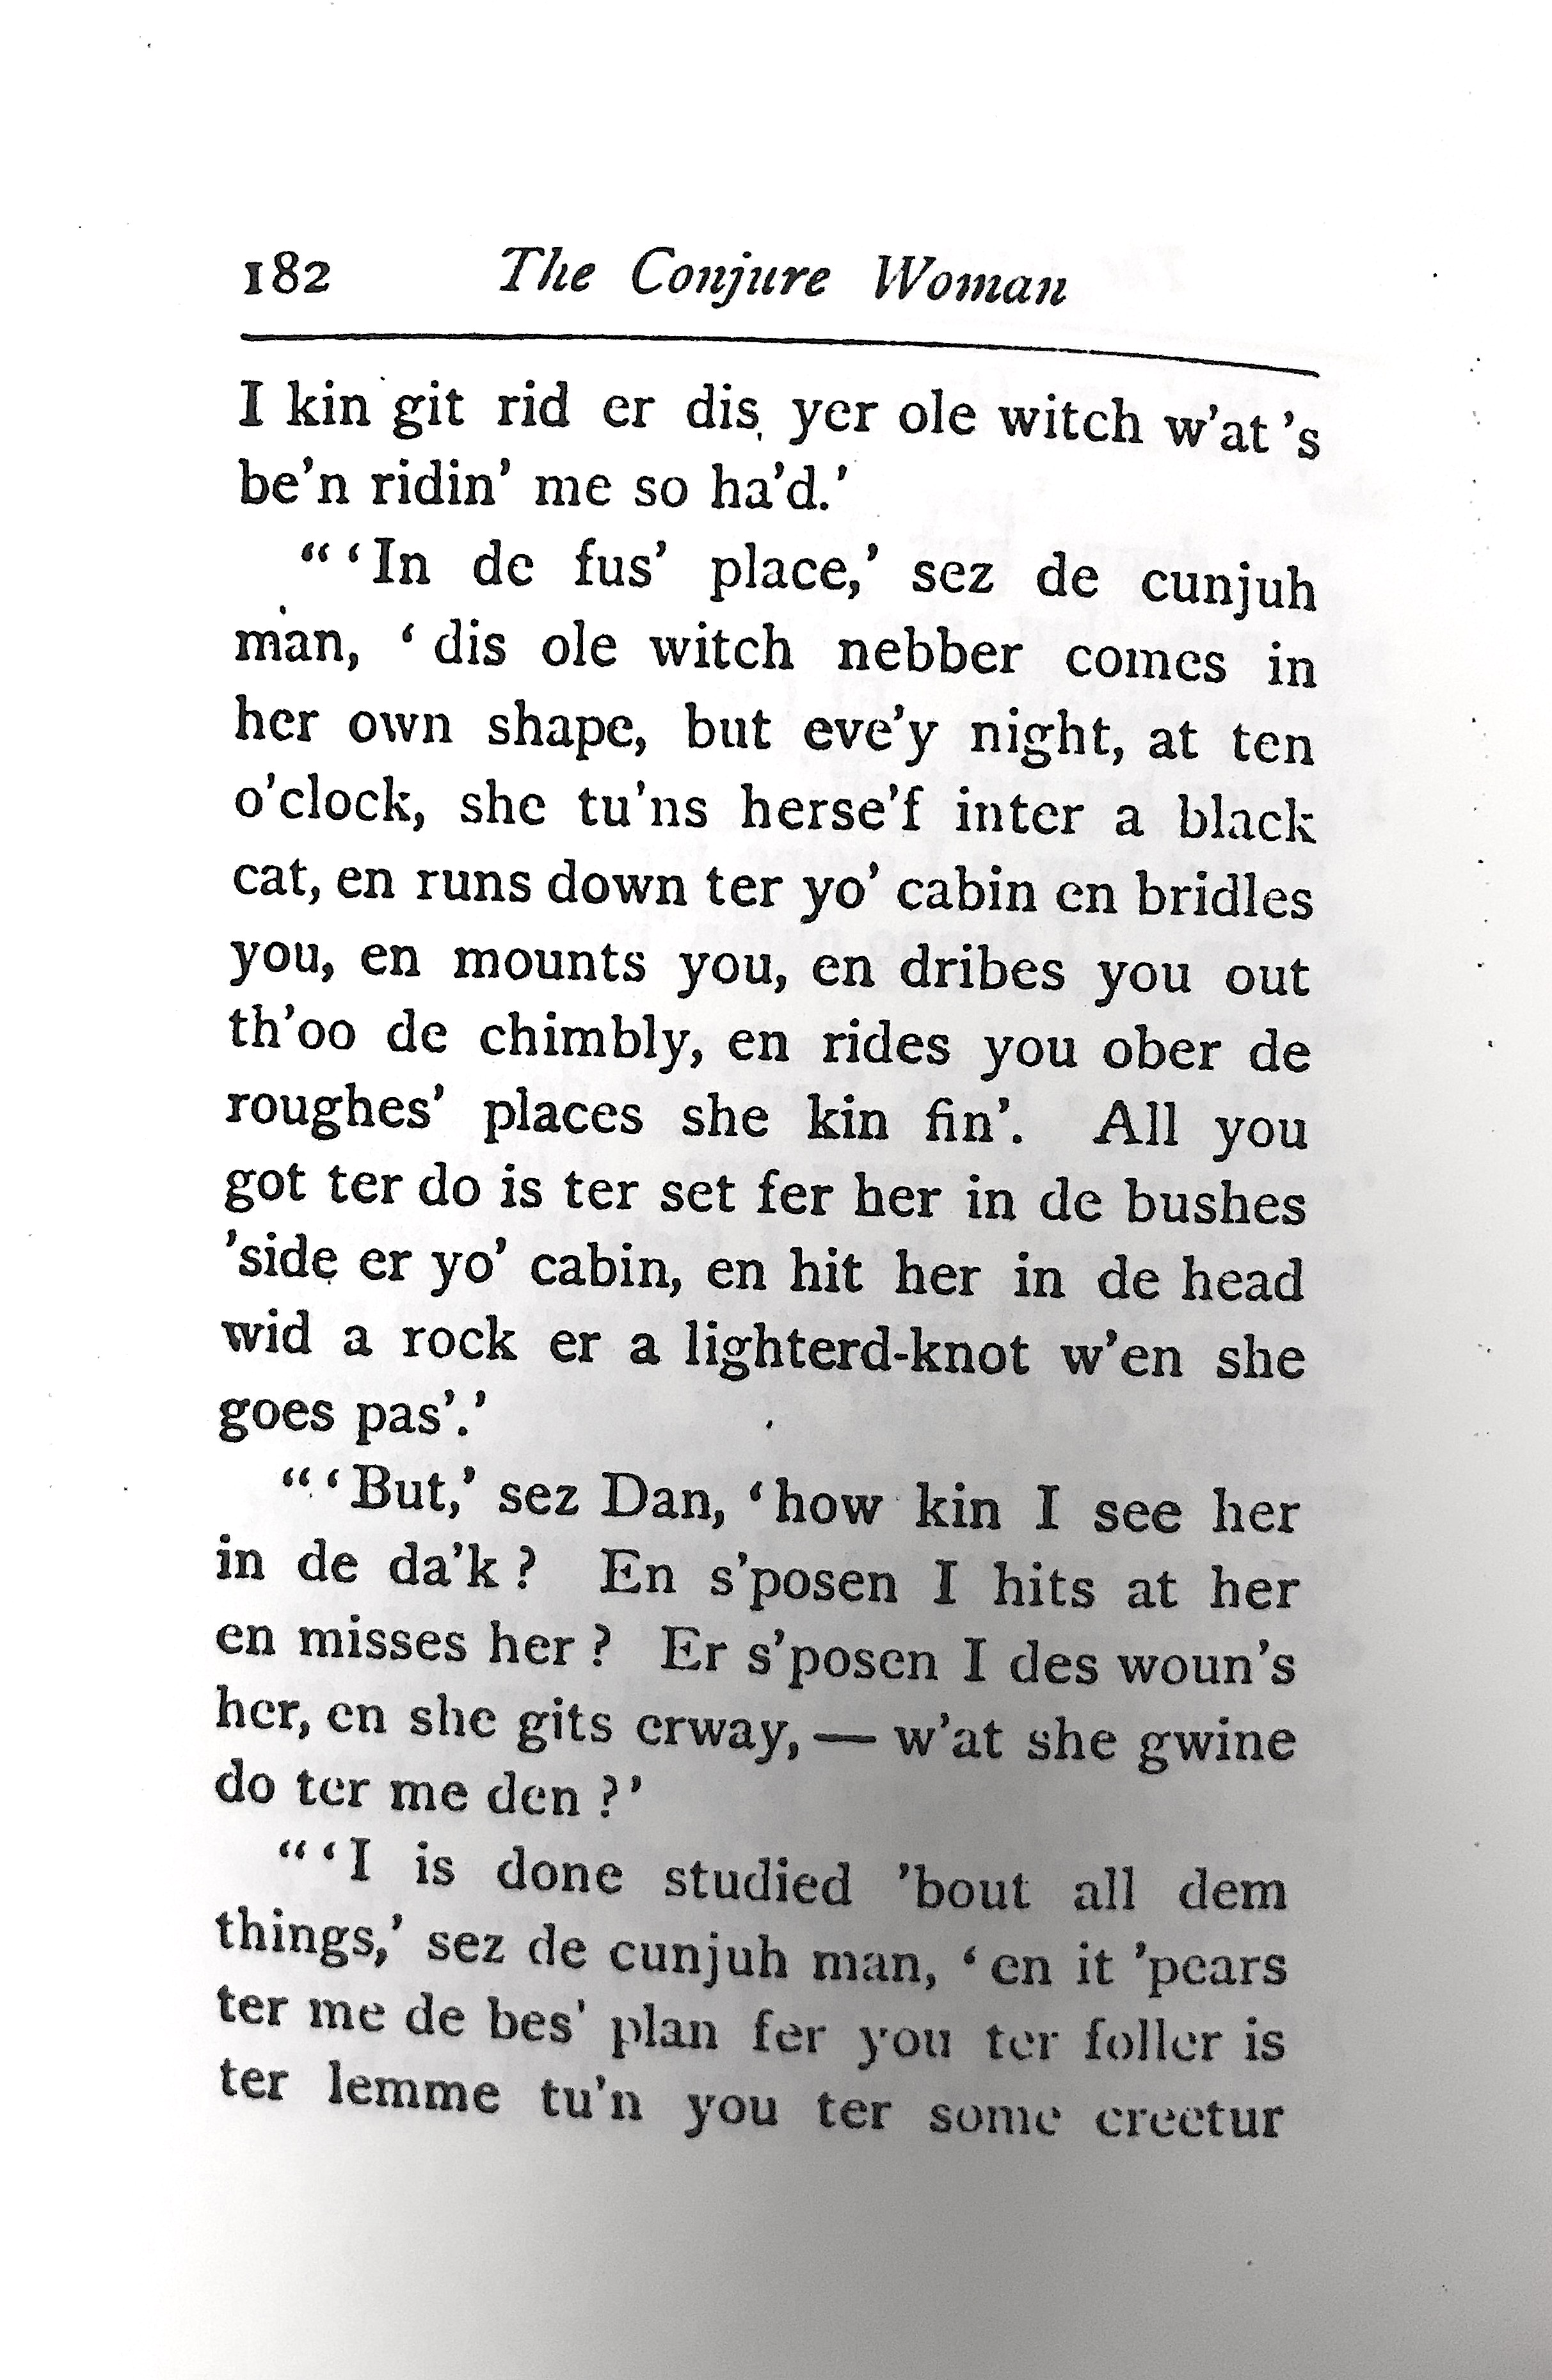 182 The Conjure Woman
I kin git rid er dis yer ole witch w'at 's
be'n ridin' me so ha'd.'
"'In de fus' place,' sez de cunjuh
man, 'dis ole witch nebber comes in
her own shape, but eve'y night, at ten
o'clock, she tu'ns herse'f inter a black
cat, en runs down ter yo' cabin en bridles
you, en mounts you, en dribes you out
th'oo de chimbly, en rides you ober de
roughes' places she kin fin'. All you
got ter do is ter set fer her in de bushes
'side er yo' cabin, en hit her in de head
wid a rock er a lighterd-knot w'en she
goes pas'.'
"'But,' sez Dan, 'how kin I see her
in de da'k? En s'posen I hits at her
en misses her? Er s'posen I des woun's
her, en she gits erway,—w'at she gwine
do ter me den?'
"'I is done studied 'bout all dem
things,' sez de cunjuh man, 'en it 'pears
ter me de bes' plan fer you ter foller is
ter lemme tu'n you ter some creetur